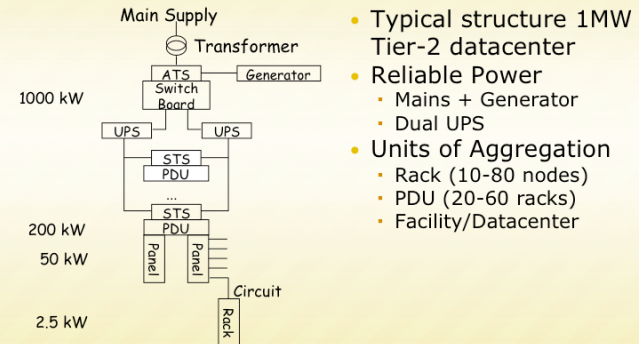 Main Supply
Transformer
ATS
Generator
Switch
Board
1000 kW
UPS
UPS
STS
PDU
...
STS
200 kW
PDU
50 kW
Panel
Panel
Circuit
2.5 kW
Rack
• Typical structure 1MW
Tier-2 datacenter
• Reliable Power
▪ Mains + Generator
▪ Dual UPS
• Units of Aggregation
▪ Rack (10-80 nodes)
▪ PDU (20-60 racks)
▪ Facility/Datacenter